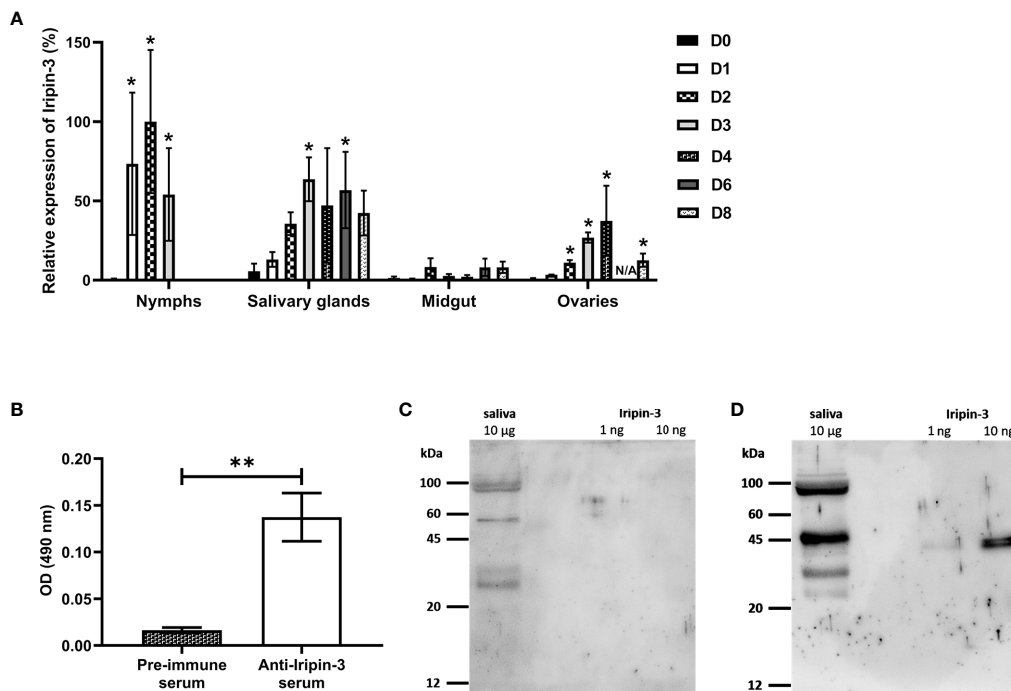 A
Relative expression of Iripin-3 (%)
150
100
50
0
* * * * * * * * *
N/A
Nymphs Salivary glands Midgut Ovaries
D0
D1
D2
D3
D4
D6
D8
B
OD (490 nm)
0.20
0.15
0.10
0.05
0.00
**
Pre-immune serum
Anti-Iripin-3 serum
C
saliva Iripin-3
10 µg 1 ng 10 ng
kDa
100
60
45
20
12
D
saliva Iripin-3
10 µg 1 ng 10 ng
kDa
100
60
45
20
12